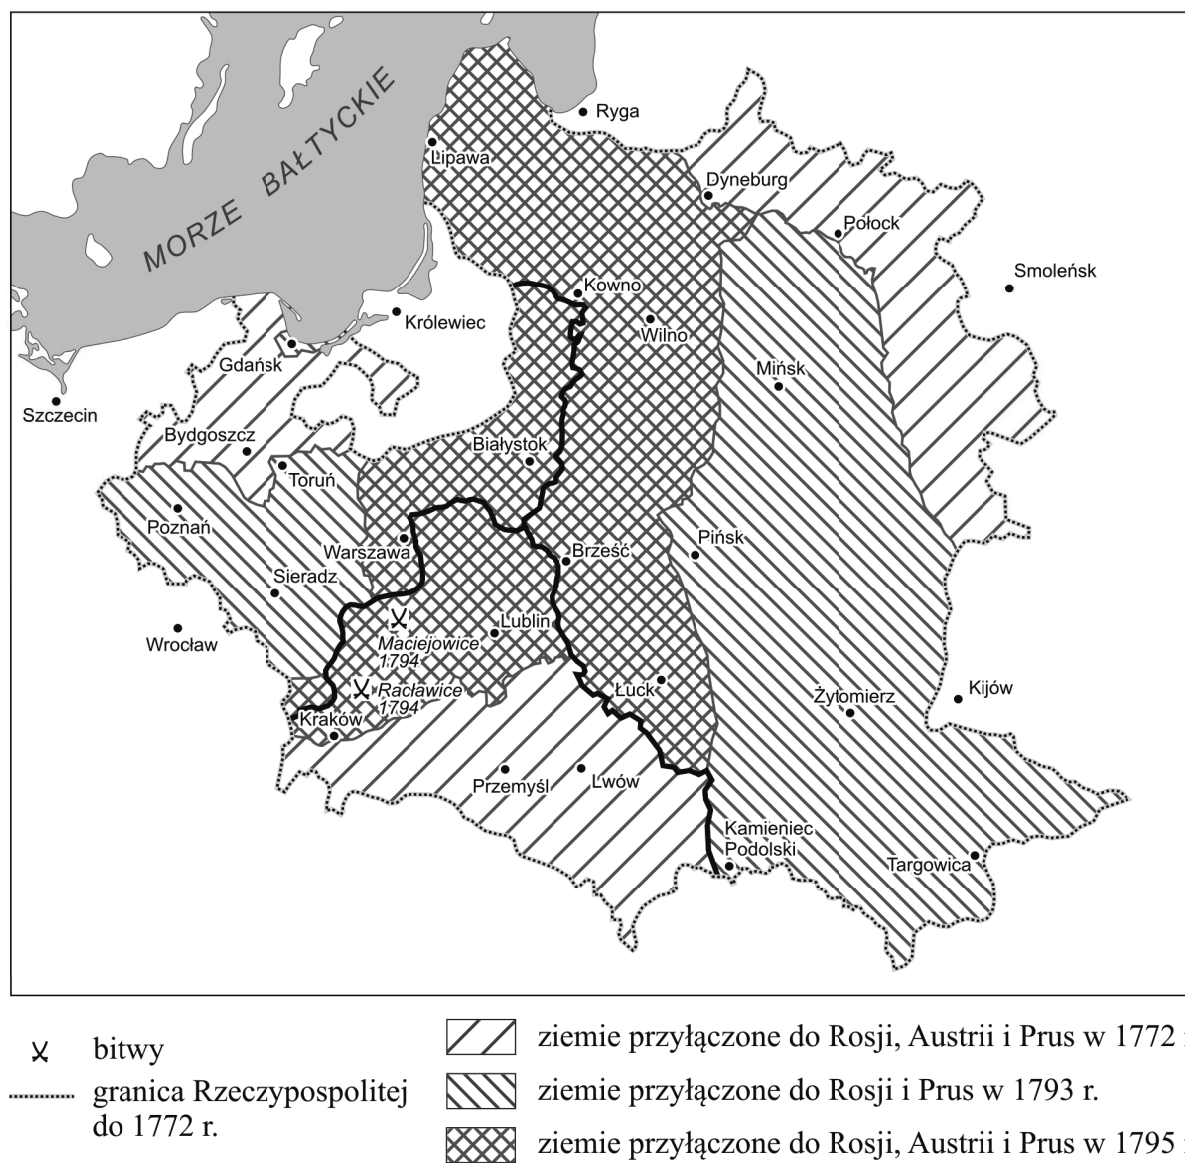 MORZE BAŁTYCKIE
Ryga
Lipawa
Dyneburg
Połock
Smoleńsk
Kowno
Królewiec
Wilno
Gdańsk
Mińsk
Szczecin
Bydgoszcz
Białystok
Toruń
Poznań
Warszawa
Brześć
Pińsk
Sieradz
Lublin
Wrocław
Maciejowice
1794
Racławice
1794
Łuck
Żytomierz
Kijów
Kraków
Przemyśl
Lwów
Kamieniec
Podolski
Targowica
bitwy
granica Rzeczypospolitej
do 1772 r.
ziemie przyłączone do Rosji, Austrii i Prus w 1772
ziemie przyłączone do Rosji i Prus w 1793 r.
ziemie przyłączone do Rosji, Austrii i Prus w 1795